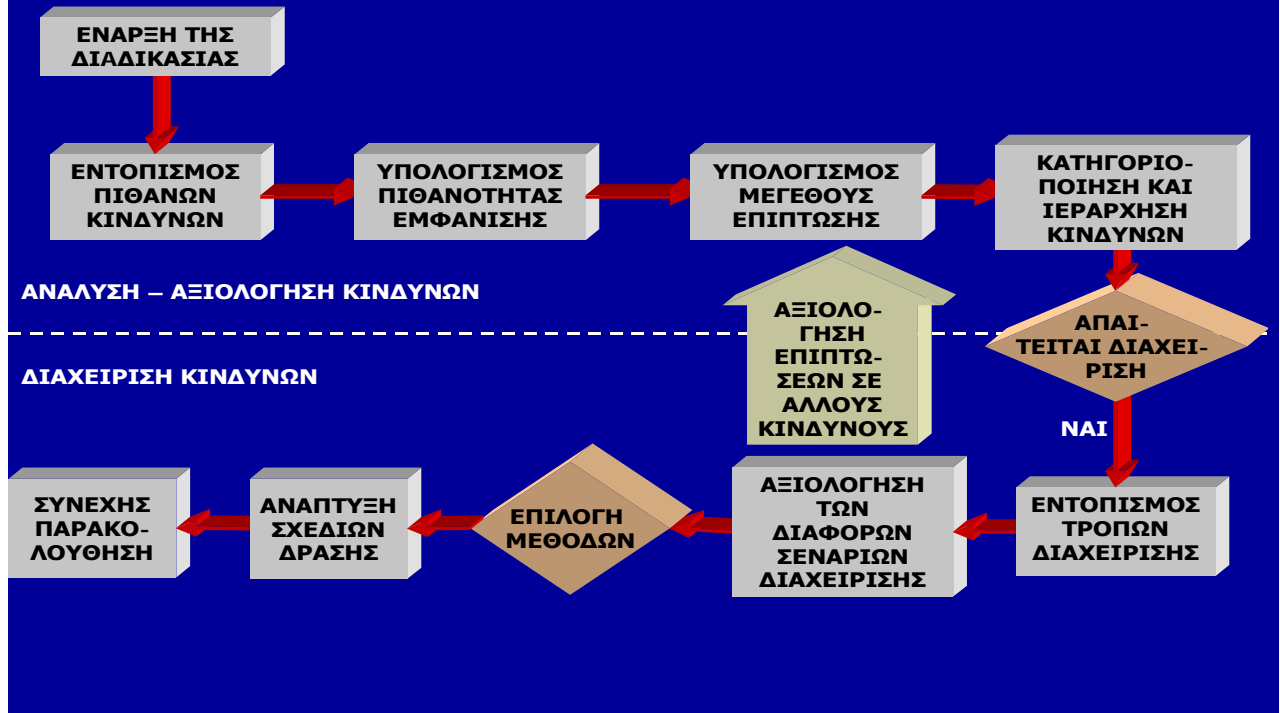 ΕΝΑΡΞΗ ΤΗΣ
ΔΙΑΔΙΚΑΣΙΑΣ
ΕΝΤΟΠΙΣΜΟΣ
ΠΙΘΑΝΩΝ
ΚΙΝΔΥΝΩΝ
ΥΠΟΛΟΓΙΣΜΟΣ
ΠΙΘΑΝΟΤΗΤΑΣ
ΕΜΦΑΝΙΣΗΣ
ΥΠΟΛΟΓΙΣΜΟΣ
ΜΕΓΕΘΟΥΣ
ΕΠΙΠΤΩΣΗΣ
ΚΑΤΗΓΟΡΙΟ-
ΠΟΙΗΣΗ ΚΑΙ
ΙΕΡΑΡΧΗΣΗ
ΚΙΝΔΥΝΩΝ
ΑΝΑΛΥΣΗ – ΑΞΙΟΛΟΓΗΣΗ ΚΙΝΔΥΝΩΝ
ΑΞΙΟΛΟ-
ΓΗΣΗ
ΕΠΙΠΤΩ-
ΣΕΩΝ ΣΕ
ΑΛΛΟΥΣ
ΚΙΝΔΥΝΟΥΣ
ΑΠΑΙ-
ΤΕΙΤΑΙ ΔΙΑΧΕΙ-
ΡΙΣΗ
ΔΙΑΧΕΙΡΙΣΗ ΚΙΝΔΥΝΩΝ
ΝΑΙ
ΣΥΝΕΧΗΣ
ΠΑΡΑΚΟ-
ΛΟΥΘΗΣΗ
ΑΝΑΠΤΥΞΗ
ΣΧΕΔΙΩΝ
ΔΡΑΣΗΣ
ΕΠΙΛΟΓΗ
ΜΕΘΟΔΩΝ
ΑΞΙΟΛΟΓΗΣΗ
ΤΩΝ
ΔΙΑΦΟΡΩΝ
ΣΕΝΑΡΙΩΝ
ΔΙΑΧΕΙΡΙΣΗΣ
ΕΝΤΟΠΙΣΜΟΣ
ΤΡΟΠΩΝ
ΔΙΑΧΕΙΡΙΣΗΣ